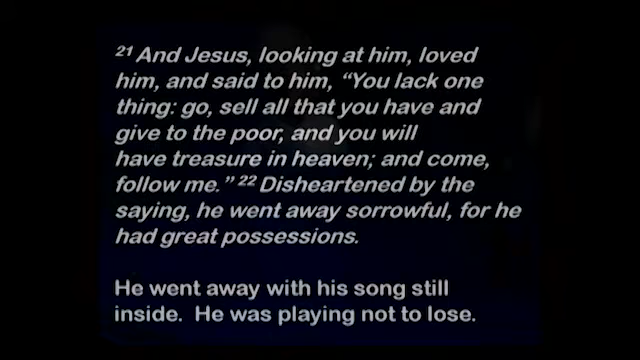 21 And Jesus, looking at him, loved
him, and said to him, “You lack one
thing: go, sell all that you have and
give to the poor, and you will
have treasure in heaven; and come,
follow me.” 22 Disheartened by the
saying, he went away sorrowful, for he
had great possessions.
He went away with his song still
inside.  He was playing not to lose.